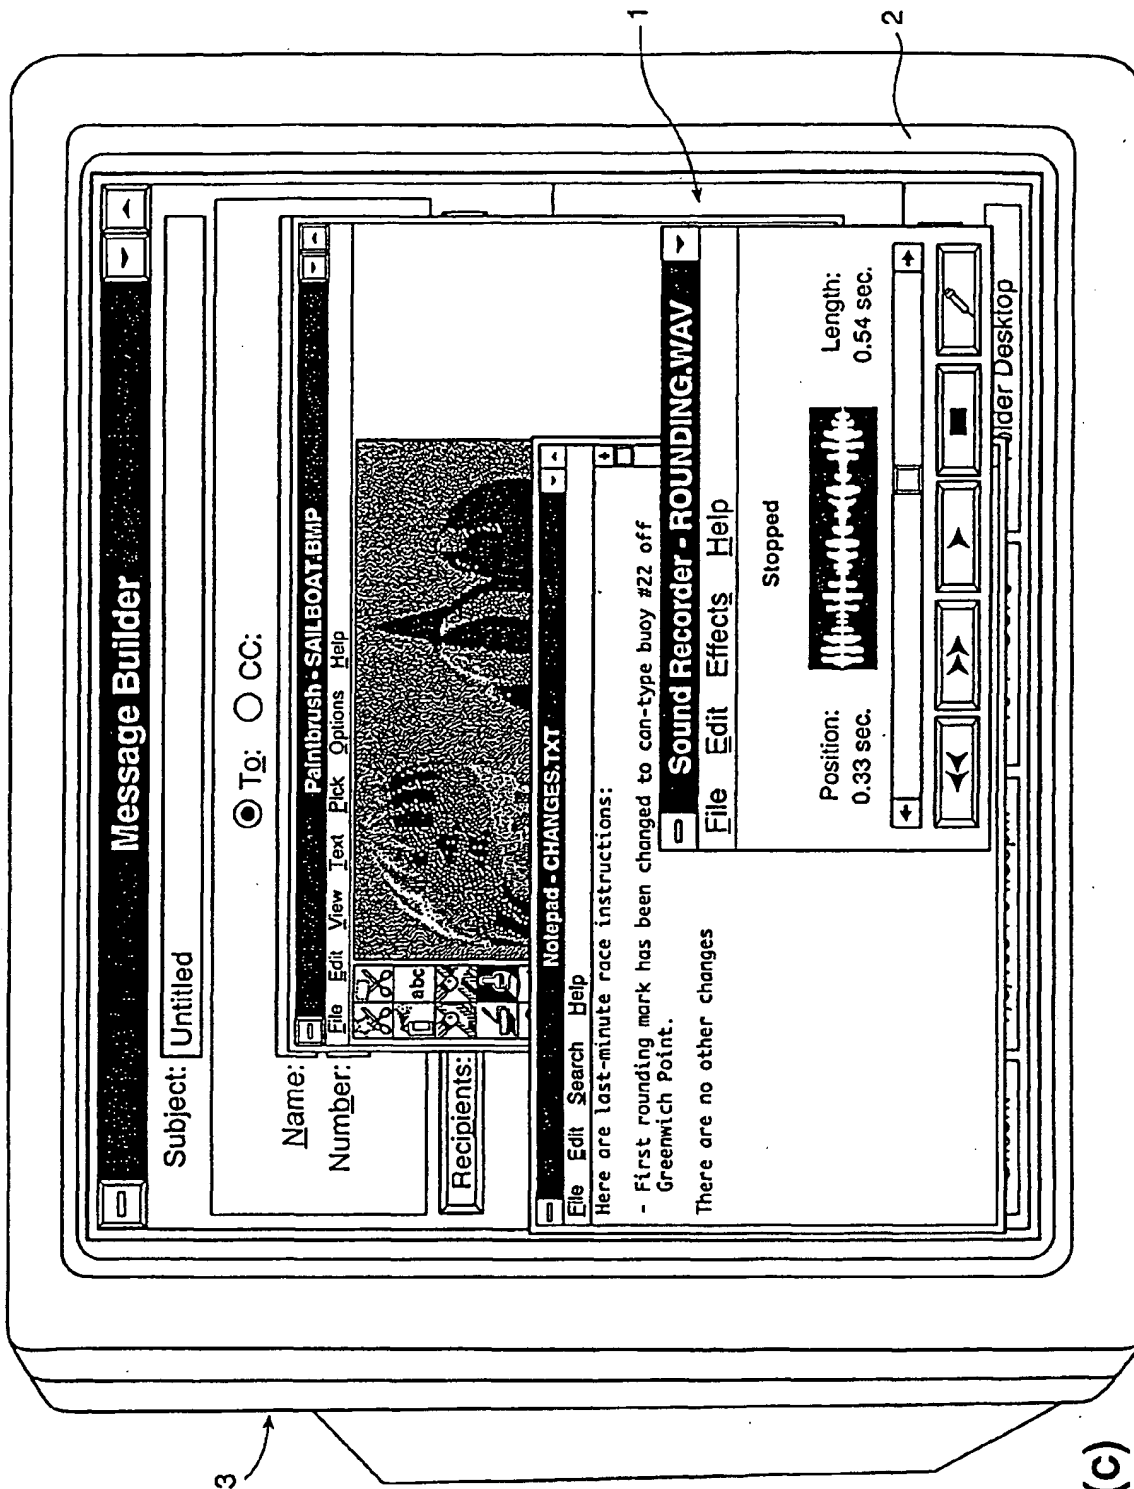 Message Builder
Subject: Untitled
To: CC:
Name:
Number:
Recipients:
Paintbrush - SAILBOAT.BMP
File Edit View Text Pick Options Help
abc
Notepad - CHANGES.TXT
File Edit Search Help
Here are last-minute race instructions:
- First rounding mark has been changed to can-type buoy #22 off
Greenwich Point.
There are no other changes
Sound Recorder - ROUNDING.WAV
File Edit Effects Help
Stopped
Position:
0.33 sec.
Length:
0.54 sec.
Desktop
1
2
3
(c)